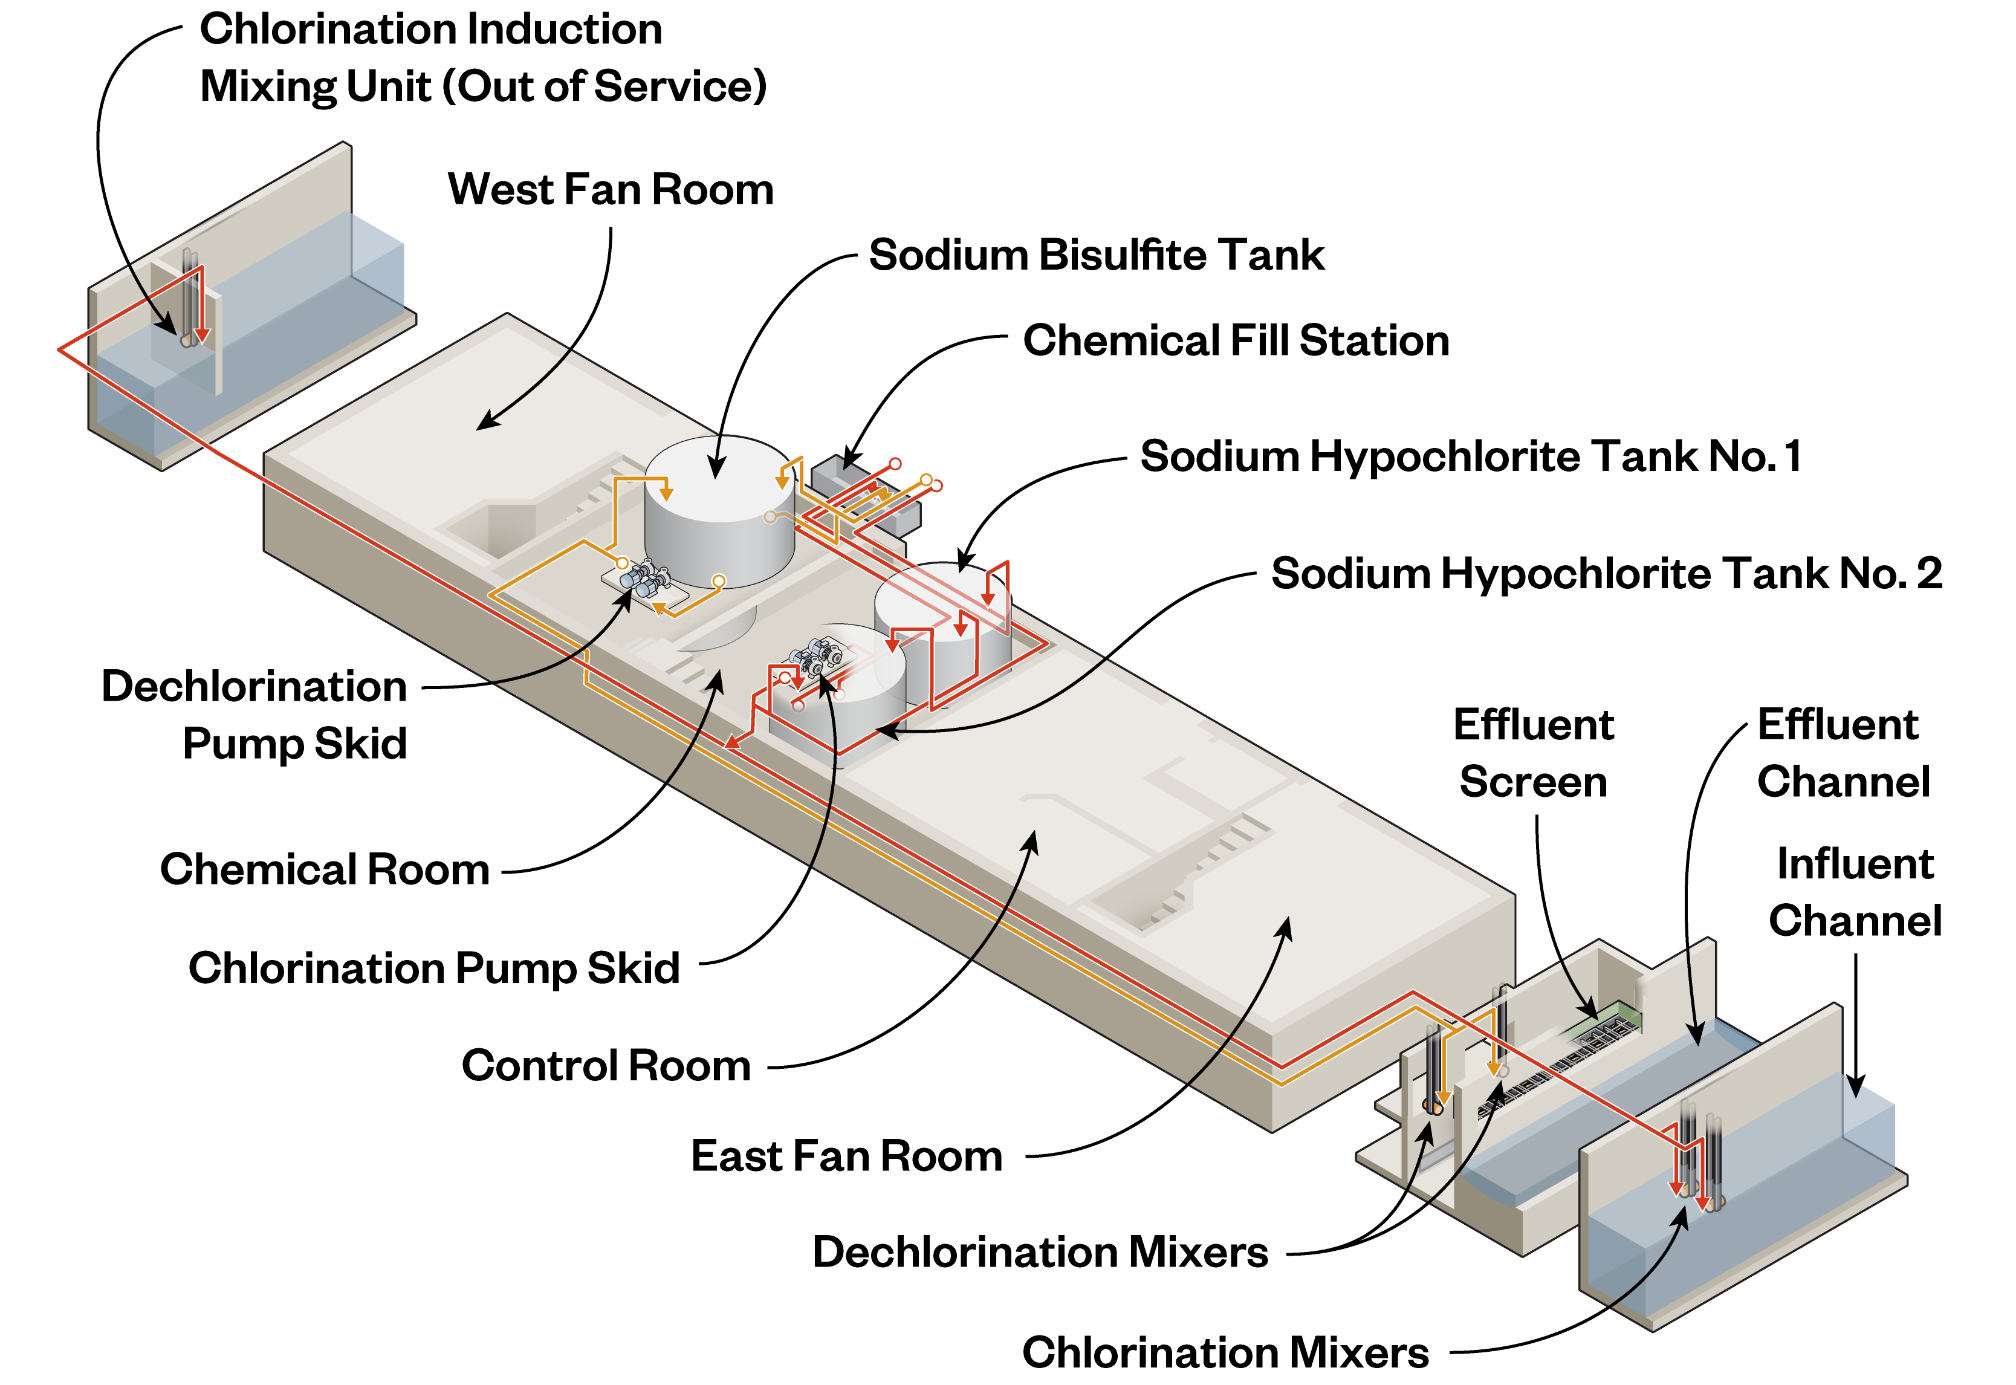 Chlorination Induction
Mixing Unit (Out of Service)
West Fan Room
Sodium Bisulfite Tank
Chemical Fill Station
Sodium Hypochlorite Tank No. 1
Sodium Hypochlorite Tank No. 2
Dechlorination
Pump Skid
Effluent
Screen
Effluent
Channel
Influent
Channel
Chemical Room
Chlorination Pump Skid
Control Room
East Fan Room
Dechlorination Mixers
Chlorination Mixers